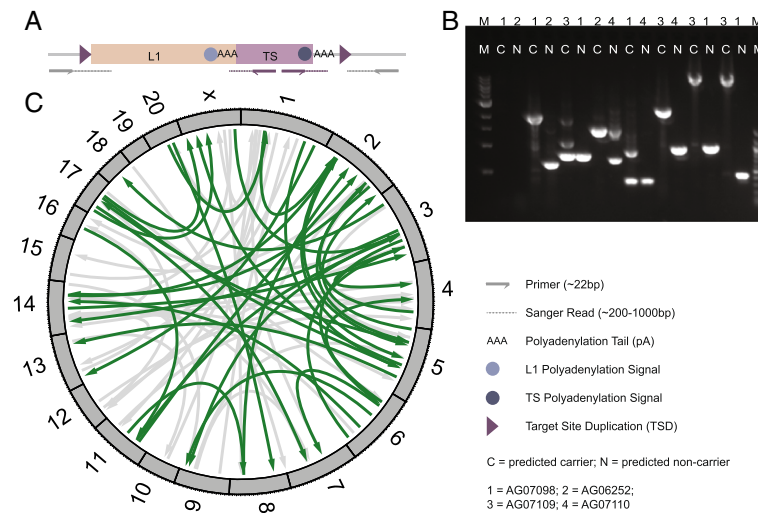 A
L1
AAA
TS
AAA
B
M 1 2 1 2 3 1 2 4 1 4 3 4 3 1 3 1 M
M C N C N C N C N C N C N C N C N M
C
1
2
3
4
5
6
7
8
9
10
11
12
13
14
15
16
17
18
19
20
X
Primer (~22bp)
Sanger Read (~200-1000bp)
AAA Polyadenylation Tail (pA)
L1 Polyadenylation Signal
TS Polyadenylation Signal
Target Site Duplication (TSD)
C = predicted carrier; N = predicted non-carrier
1 = AG07098; 2 = AG06252;
3 = AG07109; 4 = AG07110